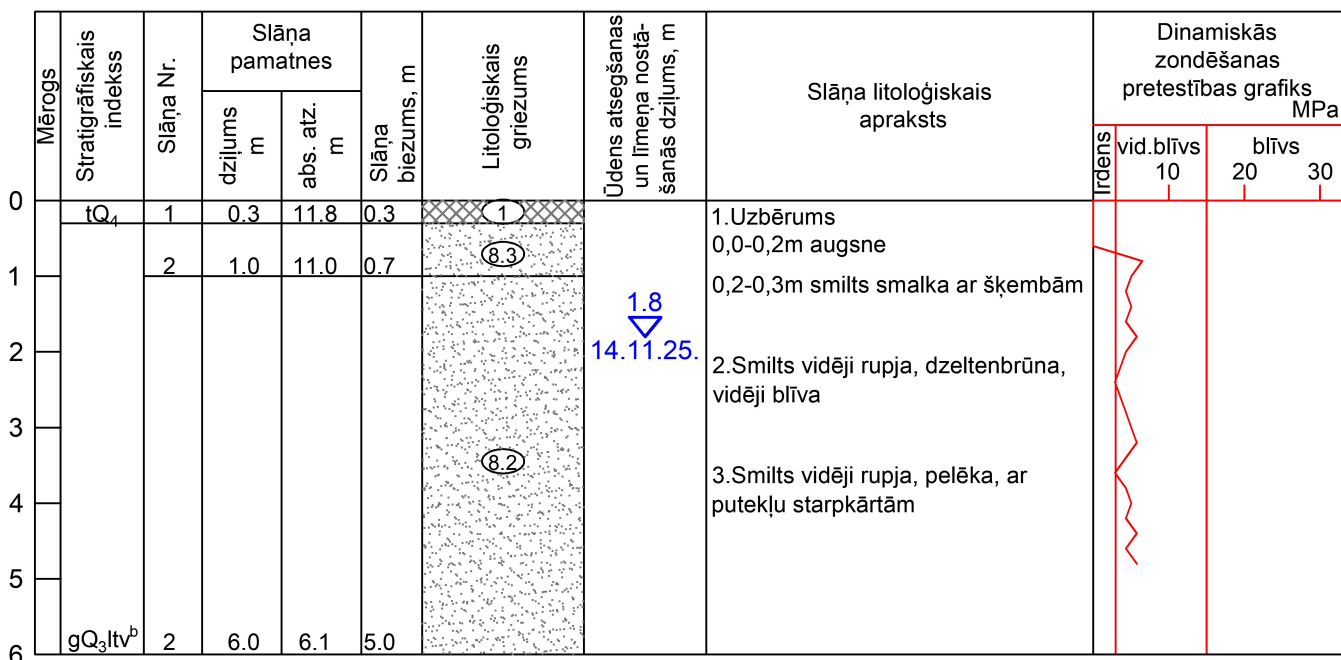 Mērogs
Stratigrāfiskais
indekss
Slāņa Nr.
Slāņa
pamatnes
dziļums
m
abs. atz.
m
Slāņa
biezums, m
Litoloģiskais
griezums
Ūdens atsegšanas
un līmeņa nostā-
šanās dziļums, m
Slāņa litoloģiskais
apraksts
Dinamiskās
zondēšanas
pretestības grafiks
MPa
Irdens
vid.blīvs
blīvs
10 20 30
0
tQ₄ 1 0.3 11.8 0.3 1
8.3
2 1.0 11.0 0.7
1
2
3
4
5
6
8.2
gQ₃ltvᵇ 2 6.0 6.1 5.0
1.8
14.11.25.
1.Uzbērums
0,0-0,2m augsne
0,2-0,3m smilts smalka ar šķembām
2.Smilts vidēji rupja, dzeltenbrūna,
vidēji blīva
3.Smilts vidēji rupja, pelēka, ar
putekļu starpkārtām